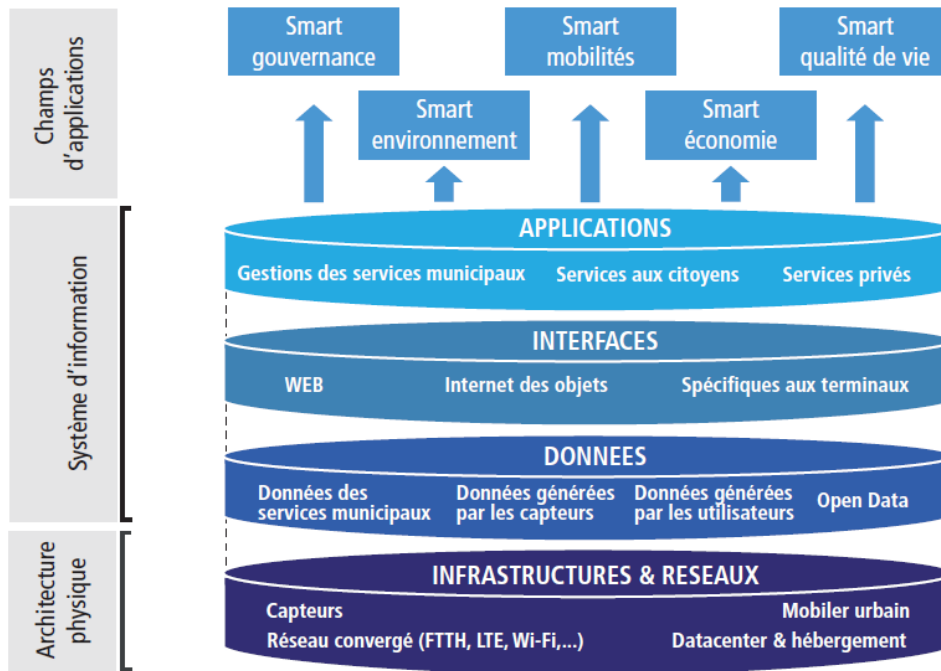 Champs
d'applications
Smart
gouvernance
Smart
mobilités
Smart
qualité de vie
Smart
environnement
Smart
économie
Système d'information
APPLICATIONS
Gestions des services municipaux
Services aux citoyens
Services privés
INTERFACES
WEB
Internet des objets
Spécifiques aux terminaux
DONNEES
Données des
services municipaux
Données générées
par les capteurs
Données générées
par les utilisateurs
Open Data
Architecture
physique
INFRASTRUCTURES & RESEAUX
Capteurs
Mobiler urbain
Réseau convergé (FTTH, LTE, Wi-Fi,...)
Datacenter & hébergement